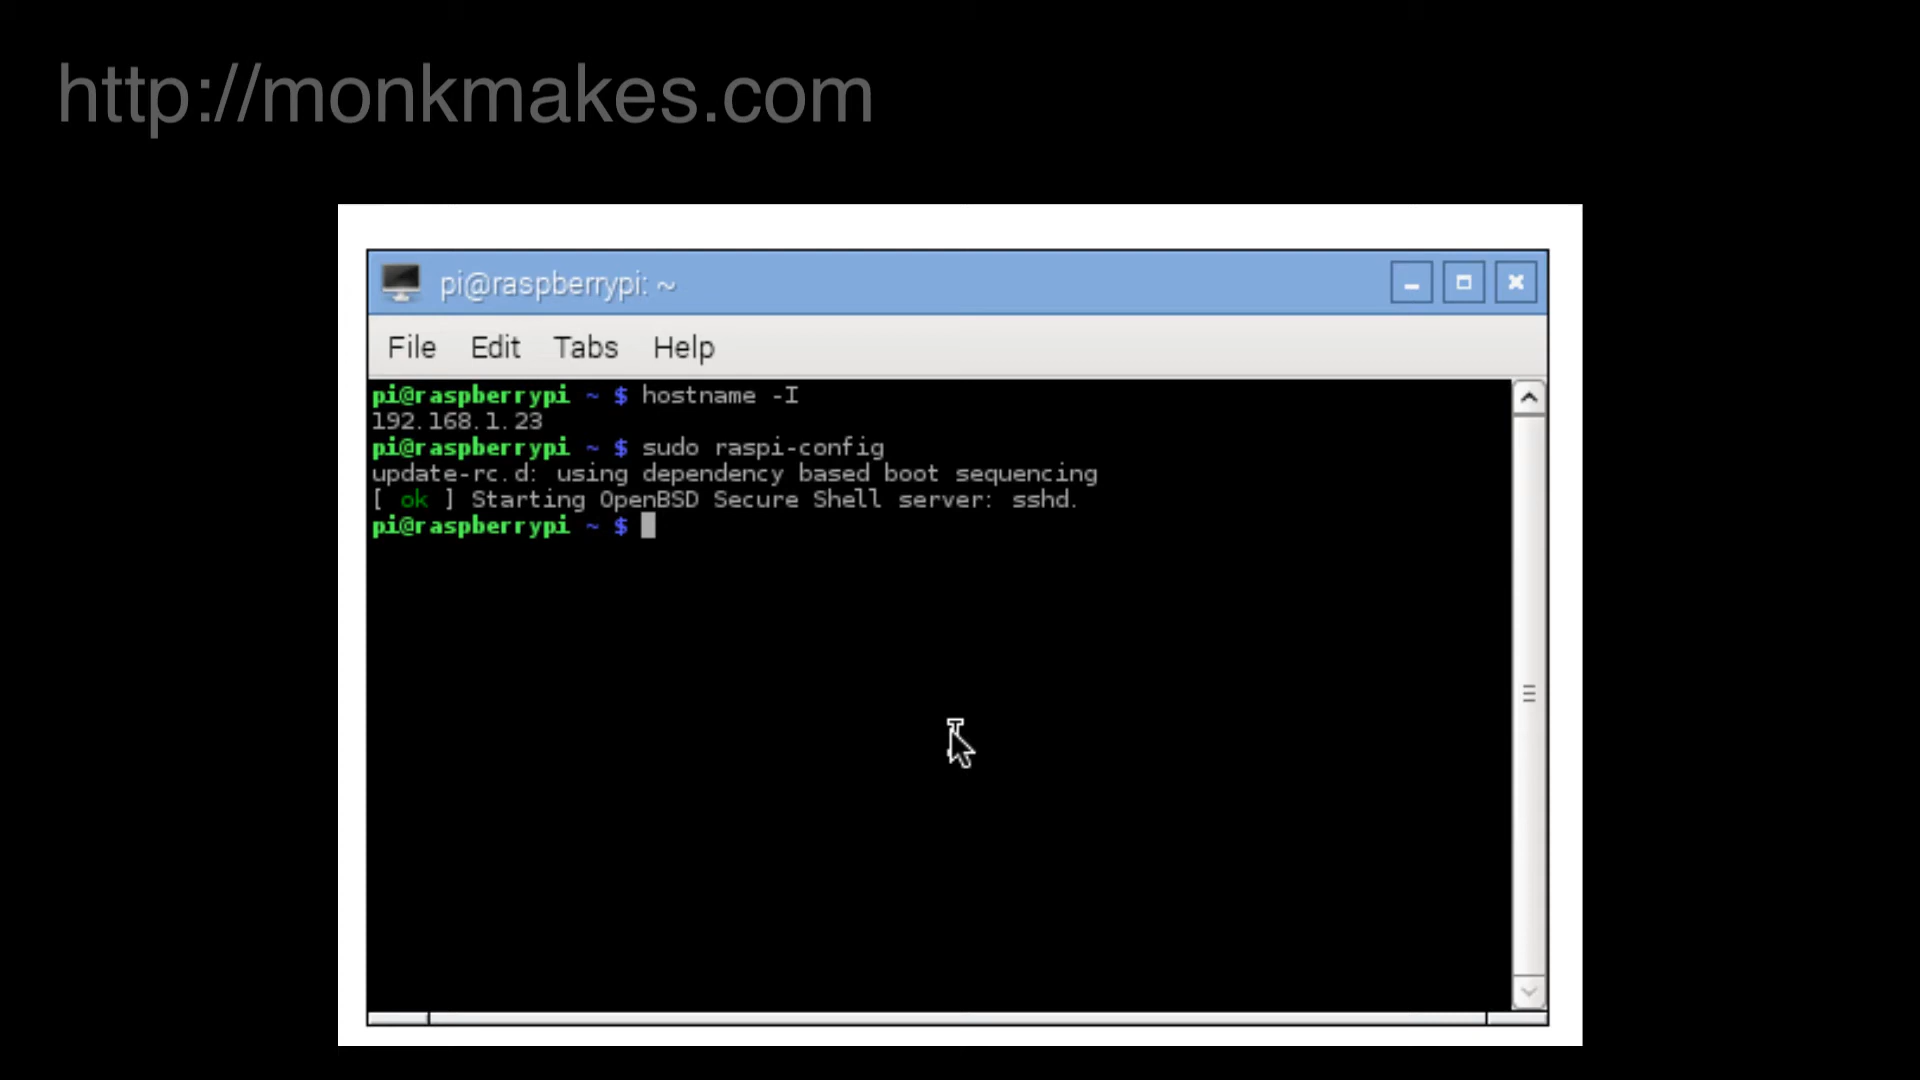 http://monkmakes.com
pi@raspberrypi: ~
File Edit Tabs Help
pi@raspberrypi ~ $ hostname -I
192.168.1.23
pi@raspberrypi ~ $ sudo raspi-config
update-rc.d: using dependency based boot sequencing
[ ok ] Starting OpenBSD Secure Shell server: sshd.
pi@raspberrypi ~ $